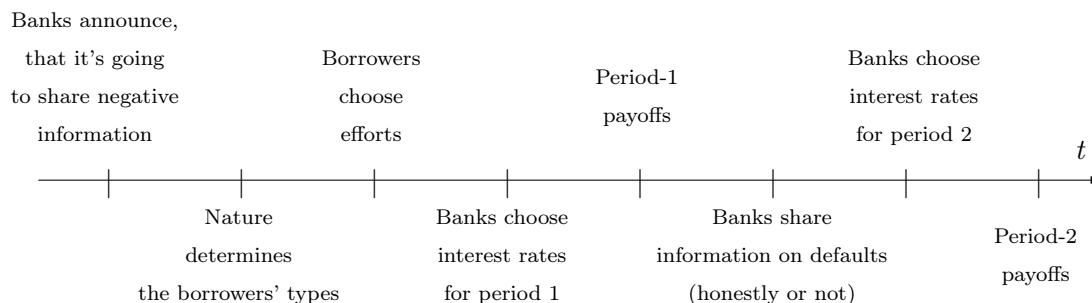 Banks announce,
that it's going
to share negative
information
Nature
determines
the borrowers' types
Borrowers
choose
efforts
Banks choose
interest rates
for period 1
Period-1
payoffs
Banks share
information on defaults
(honestly or not)
Banks choose
interest rates
for period 2
Period-2
payoffs
t